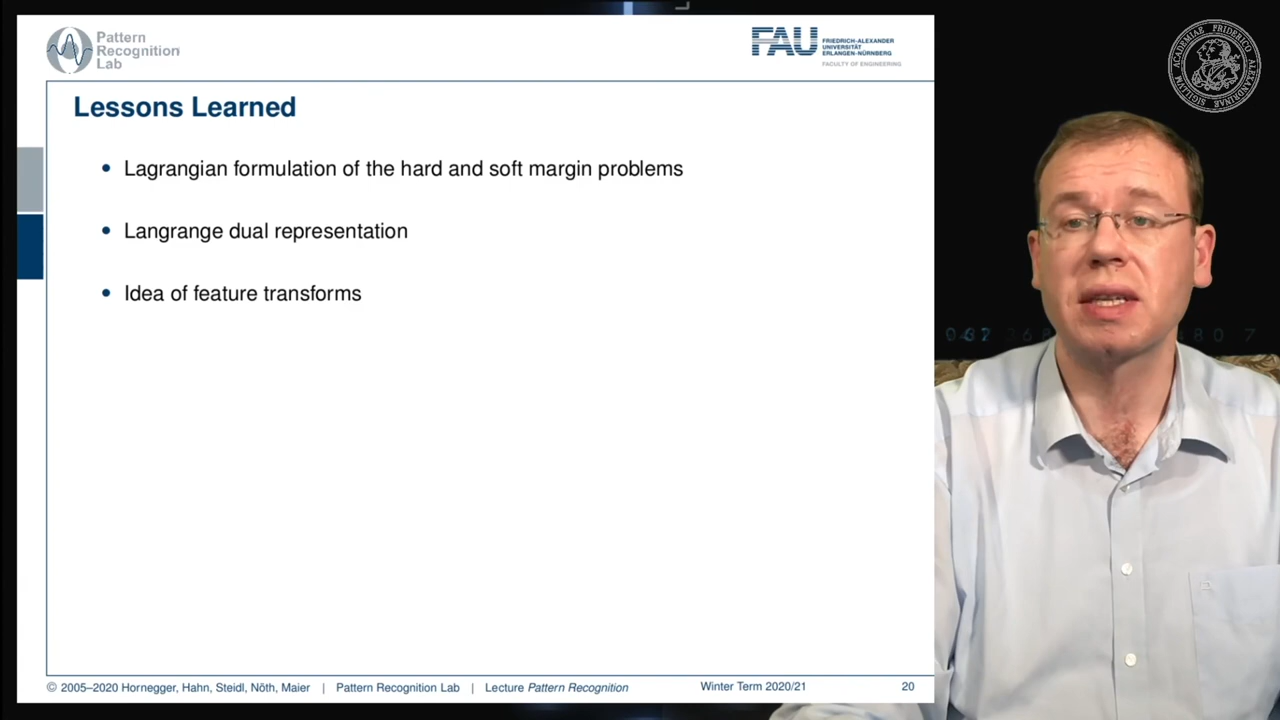 Pattern
Recognition
Lab
FAU
FRIEDRICH-ALEXANDER
UNIVERSITÄT
ERLANGEN-NÜRNBERG
FACULTY OF ENGINEERING
Lessons Learned
• Lagrangian formulation of the hard and soft margin problems
• Langrange dual representation
• Idea of feature transforms
© 2005–2020 Hornegger, Hahn, Steidl, Nöth, Maier | Pattern Recognition Lab | Lecture Pattern Recognition
Winter Term 2020/21
20